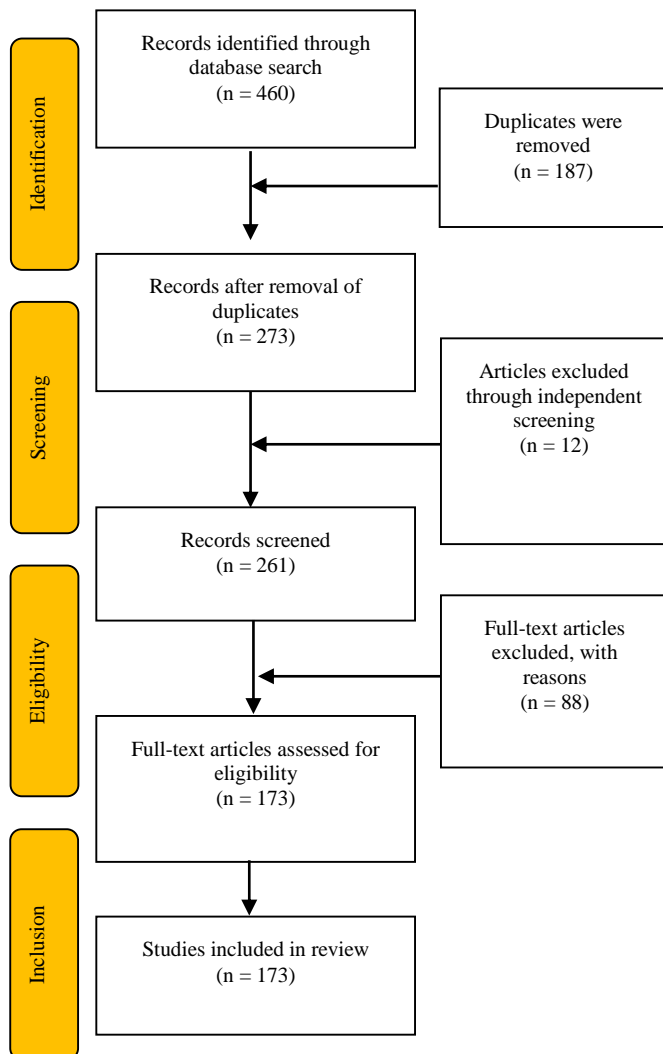 Identification
Records identified through
database search
(n = 460)
Duplicates were
removed
(n = 187)
Records after removal of
duplicates
(n = 273)
Screening
Articles excluded
through independent
screening
(n = 12)
Records screened
(n = 261)
Eligibility
Full-text articles
excluded, with
reasons
(n = 88)
Full-text articles assessed for
eligibility
(n = 173)
Inclusion
Studies included in review
(n = 173)